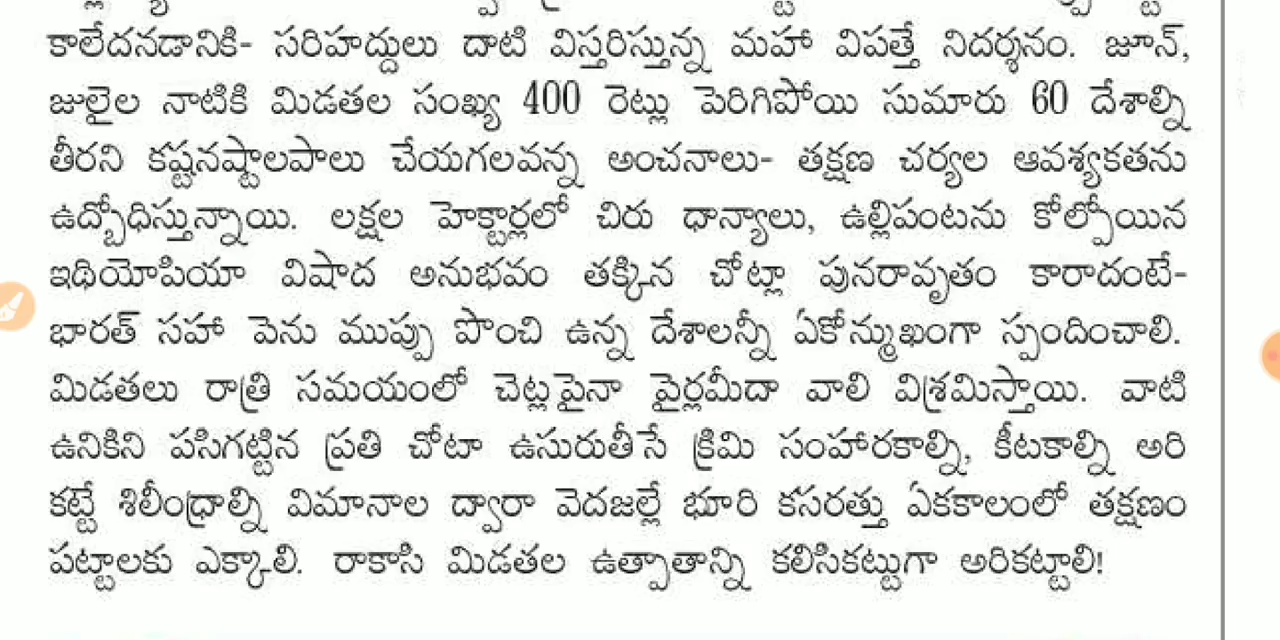 కాలేదనడానికి- సరిహద్దులు దాటి విస్తరిస్తున్న మహా విపత్తే నిదర్శనం. జూన్,
జులైల నాటికి మిడతల సంఖ్య 400 రెట్లు పెరిగిపోయి సుమారు 60 దేశాల్ని
తీరని కష్టనష్టాలపాలు చేయగలవన్న అంచనాలు- తక్షణ చర్యల ఆవశ్యకతను
ఉద్బోధిస్తున్నాయి. లక్షల హెక్టార్లలో చిరు ధాన్యాలు, ఉల్లిపంటను కోల్పోయిన
ఇథియోపియా విషాద అనుభవం తక్కిన చోట్లా పునరావృతం కారాదంటే-
భారత్ సహా పెను ముప్పు పొంచి ఉన్న దేశాలన్నీ ఏకోన్ముఖంగా స్పందించాలి.
మిడతలు రాత్రి సమయంలో చెట్లపైనా పైర్లమీదా వాలి విశ్రమిస్తాయి. వాటి
ఉనికిని పసిగట్టిన ప్రతి చోటా ఉసురుతీసే క్రిమి సంహారకాల్ని, కీటకాల్ని అరి
కట్టే శిలీంధ్రాల్ని విమానాల ద్వారా వెదజల్లే భూరి కసరత్తు ఏకకాలంలో తక్షణం
పట్టాలకు ఎక్కాలి. రాకాసి మిడతల ఉత్పాతాన్ని కలిసికట్టుగా అరికట్టాలి!